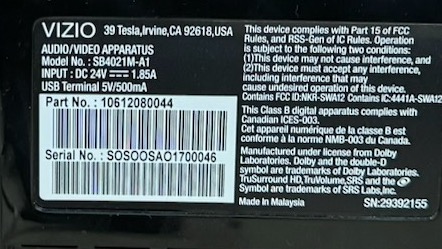 VIZIO 39 Tesla,Irvine,CA 92618,USA
AUDIO/VIDEO APPARATUS
MODEL NO.: SB4021M-A1
INPUT : DC 24V ⎓ 1.85A
USB Terminal 5V/500mA
Part No. : 10612080044
Serial No.: SOSOOSAO1700046
This device complies with Part 15 of FCC
Rules, and RSS-Gen of IC Rules. Operation is
subject to the following two conditions:
(1)This device may not cause interference, and
(2)This device must accept any interference,
including interference that may
cause undesired operation of this device.
Contains FCC ID:NKR-SWA12 Contains IC:4441A-SWA12
This Class B digital apparatus complies with
Canadian ICES-003.
Cet appareil numérique de la classe B est
conforme à la norme NMB-003 du Canada.
Manufactured under license from Dolby
Laboratories. Dolby and the double-D
symbol are trademarks of Dolby Laboratories.
TruSurround HD,TruVolume,SRS and the
symbol are trademarks of SRS Labs,Inc.
Made in Malaysia
SN:29392155